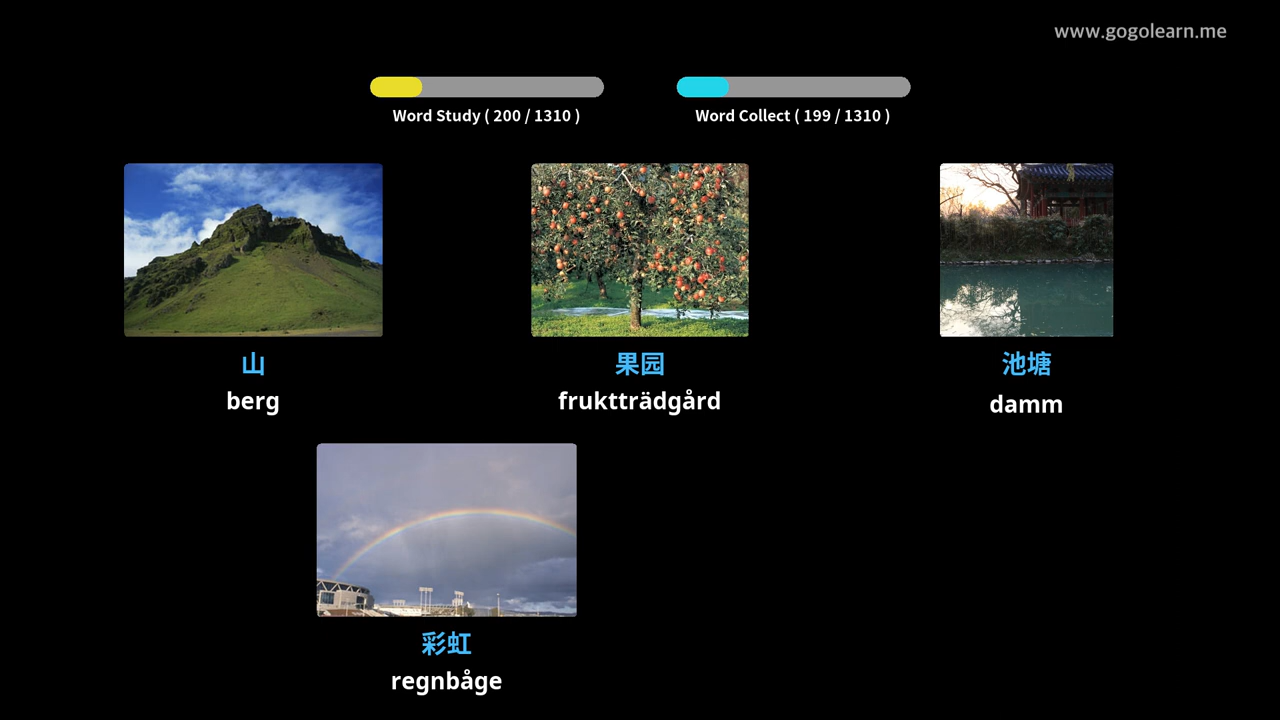 www.gogolearn.me
Word Study ( 200 / 1310 )
Word Collect ( 199 / 1310 )
山
berg
果园
fruktträdgård
池塘
damm
彩虹
regnbåge